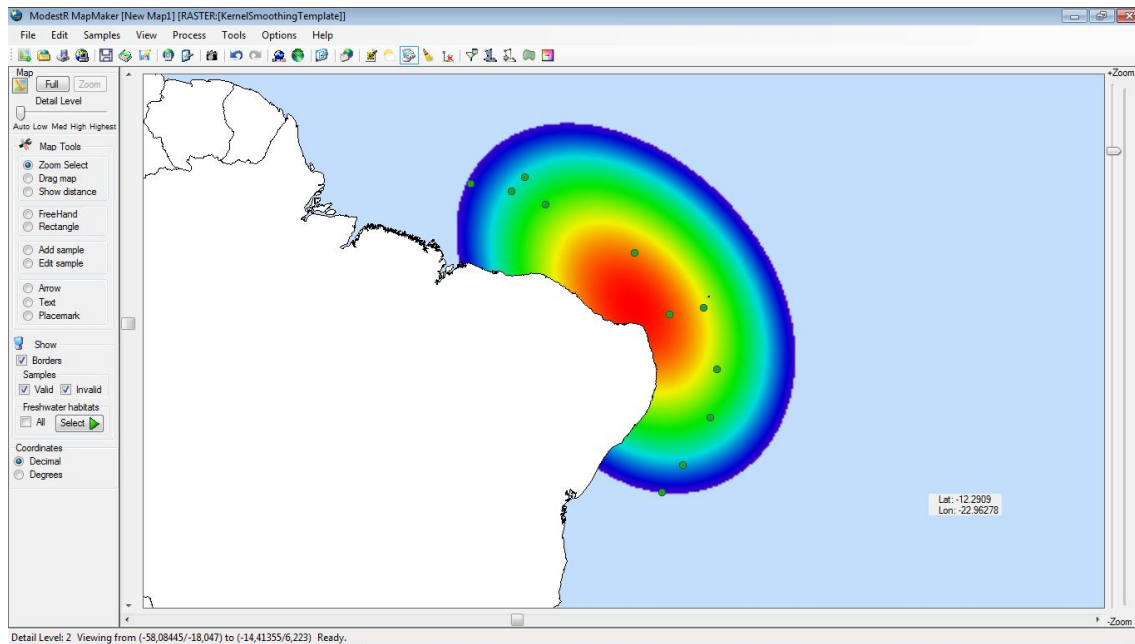 ModestR MapMaker [New Map1] [RASTER:[KernelSmoothingTemplate]]
File Edit Samples View Process Tools Options Help
Map
Full Zoom
Detail Level
Auto Low Med High Highest
Map Tools
Zoom Select
Drag map
Show distance
FreeHand
Rectangle
Add sample
Edit sample
Arrow
Text
Placemark
Show
Borders
Samples
Valid Invalid
Freshwater habitats
All Select
Coordinates
Decimal
Degrees
+Zoom
Lat: -12.2909
Lon: -22.96278
-Zoom
Detail Level: 2 Viewing from (-58,08445/-18,047) to (-14,41355/6,223) Ready.